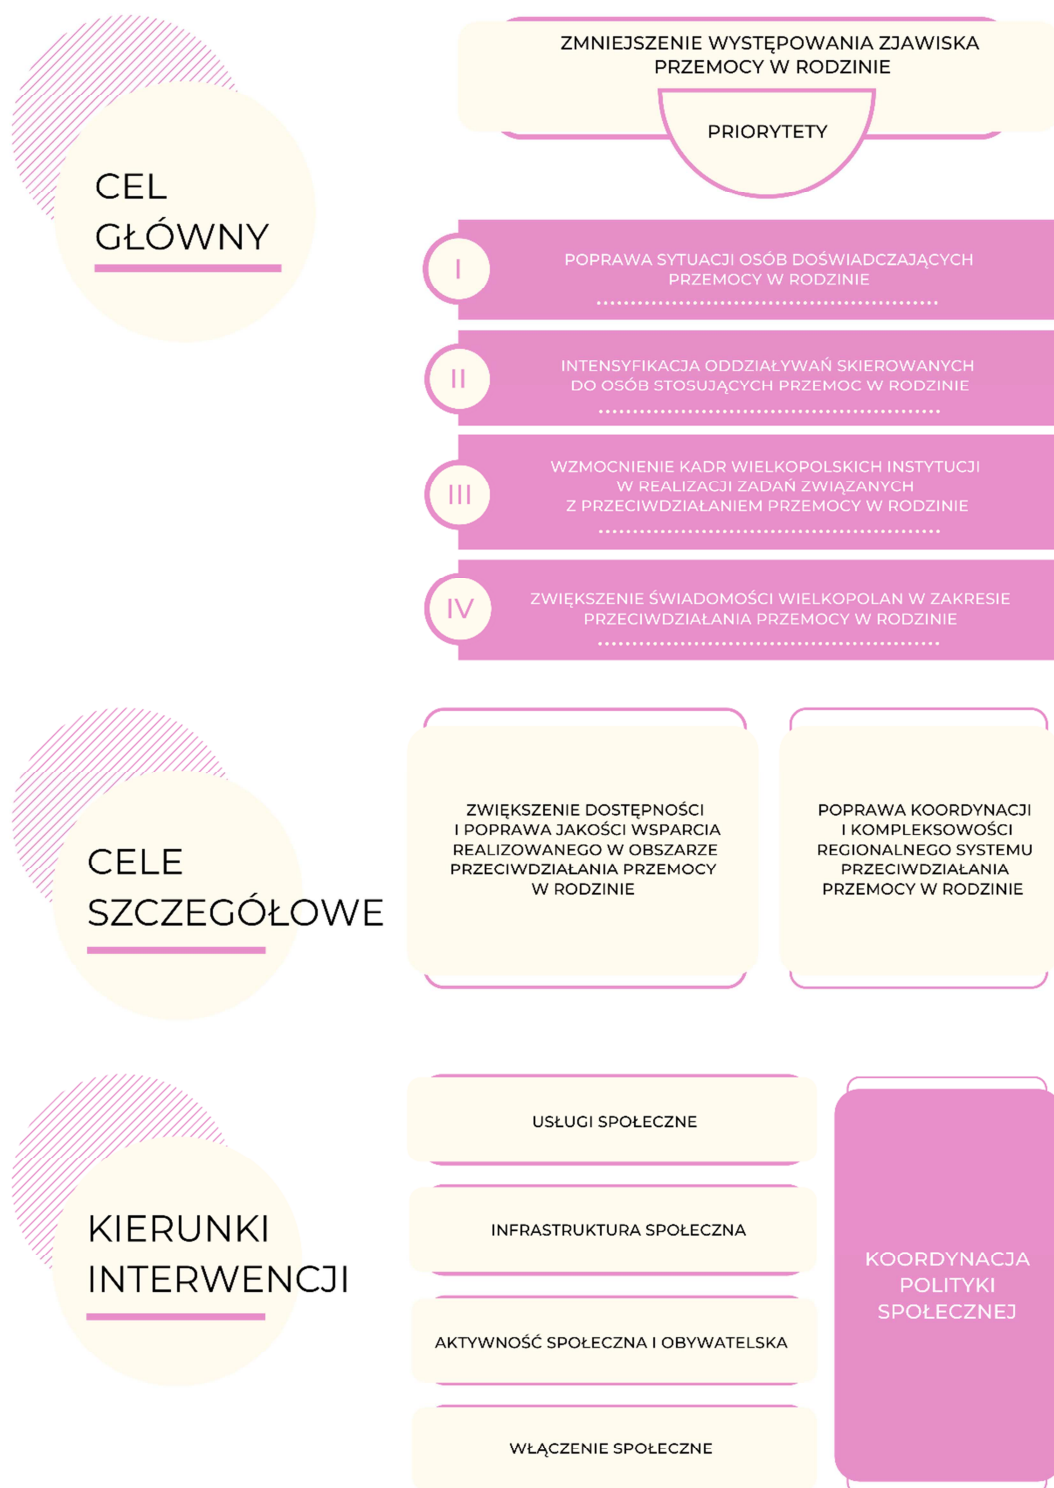 CEL
GŁÓWNY
ZMNIEJSZENIE WYSTĘPOWANIA ZJAWISKA
PRZEMOCY W RODZINIE
PRIORYTETY
I
POPRAWA SYTUACJI OSÓB DOŚWIADCZAJĄCYCH
PRZEMOCY W RODZINIE
II
INTENSYFIKACJA ODDZIAŁYWAŃ SKIEROWANYCH
DO OSÓB STOSUJĄCYCH PRZEMOC W RODZINIE
III
WZMOCNIENIE KADR WIELKOPOLSKICH INSTYTUCJI
W REALIZACJI ZADAŃ ZWIĄZANYCH
Z PRZECIWDZIAŁANIEM PRZEMOCY W RODZINIE
IV
ZWIĘKSZENIE ŚWIADOMOŚCI WIELKOPOLAN W ZAKRESIE
PRZECIWDZIAŁANIA PRZEMOCY W RODZINIE
CELE
SZCZEGÓŁOWE
ZWIĘKSZENIE DOSTĘPNOŚCI
I POPRAWA JAKOŚCI WSPARCIA
REALIZOWANEGO W OBSZARZE
PRZECIWDZIAŁANIA PRZEMOCY
W RODZINIE
POPRAWA KOORDYNACJI
I KOMPLEKSOWOŚCI
REGIONALNEGO SYSTEMU
PRZECIWDZIAŁANIA
PRZEMOCY W RODZINIE
KIERUNKI
INTERWENCJI
USŁUGI SPOŁECZNE
INFRASTRUKTURA SPOŁECZNA
AKTYWNOŚĆ SPOŁECZNA I OBYWATELSKA
WŁĄCZENIE SPOŁECZNE
KOORDYNACJA
POLITYKI
SPOŁECZNEJ